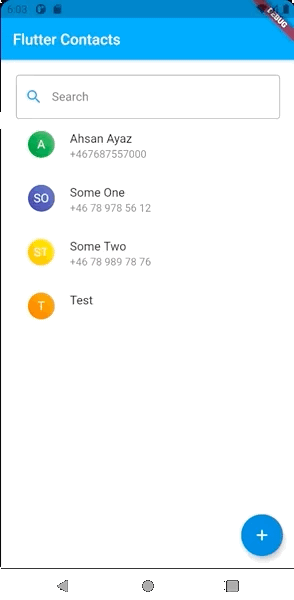 6:03
DEBUG
Flutter Contacts
Search
A
Ahsan Ayaz
+467687557000
SO
Some One
+46 78 978 56 12
ST
Some Two
+46 78 989 78 76
T
Test
+